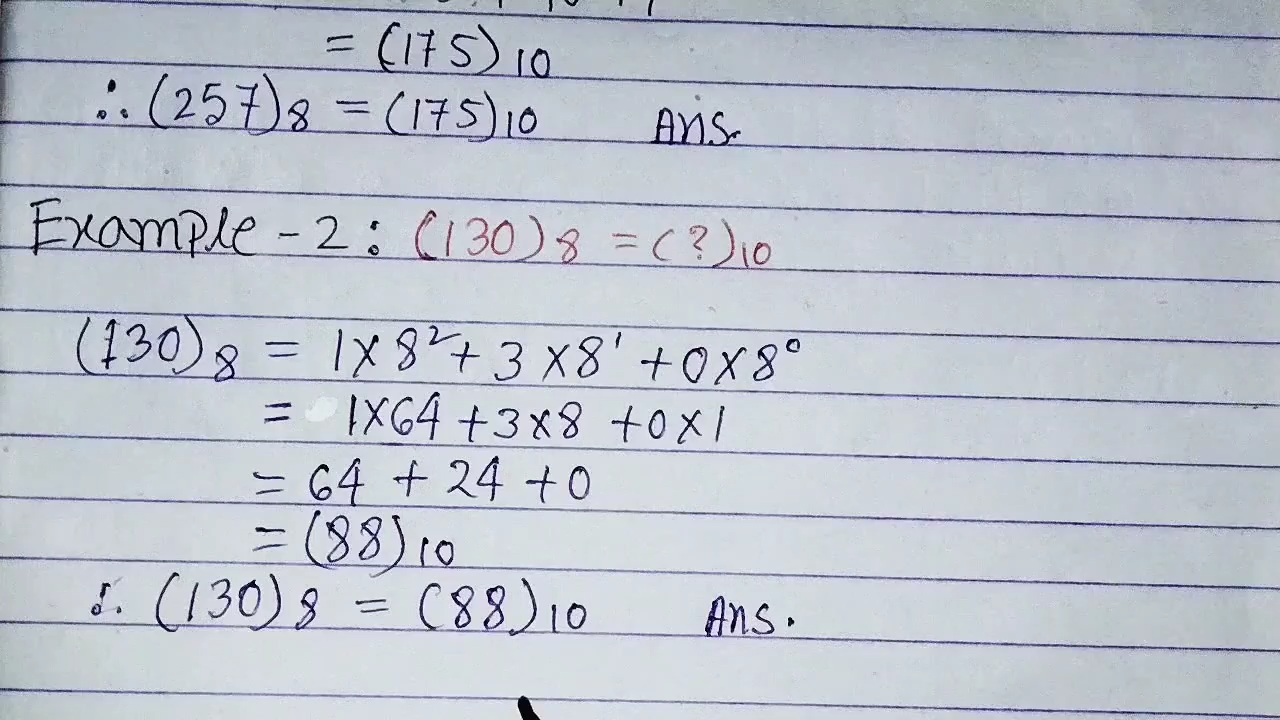 = (175)₁₀
∴ (257)₈ = (175)₁₀ Ans.
Example - 2 : (130)₈ = (?)₁₀
(130)₈ = 1×8² + 3×8¹ + 0×8⁰
= 1×64 + 3×8 + 0×1
= 64 + 24 + 0
= (88)₁₀
∴ (130)₈ = (88)₁₀ Ans.